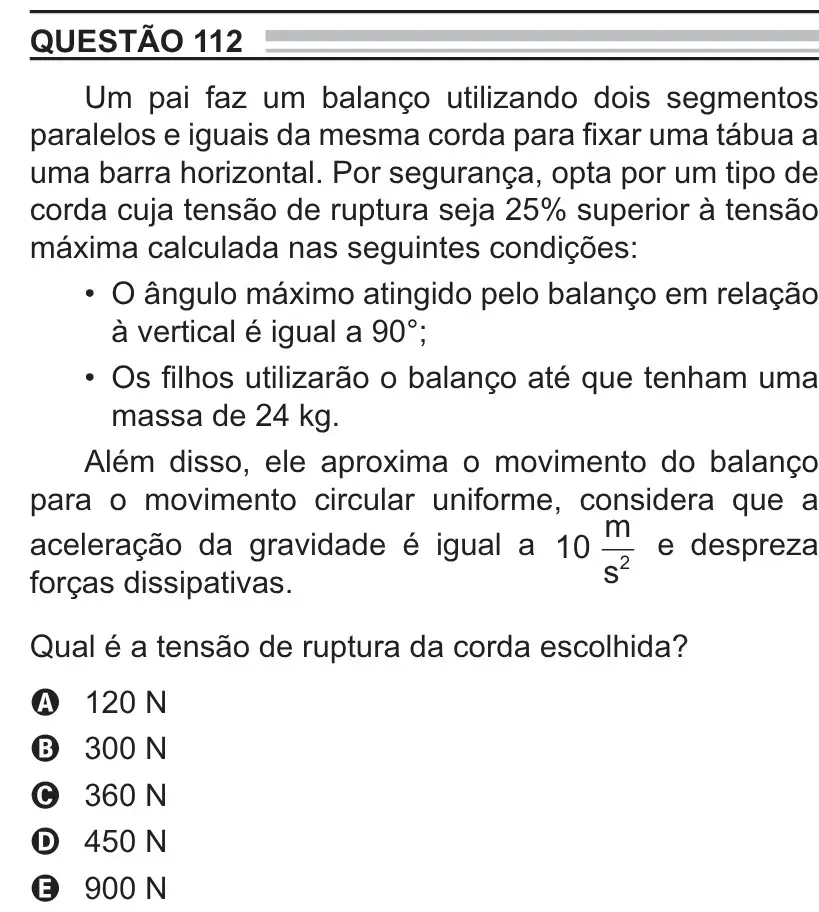 QUESTÃO 112
Um pai faz um balanço utilizando dois segmentos
paralelos e iguais da mesma corda para fixar uma tábua a
uma barra horizontal. Por segurança, opta por um tipo de
corda cuja tensão de ruptura seja 25% superior à tensão
máxima calculada nas seguintes condições:
• O ângulo máximo atingido pelo balanço em relação
à vertical é igual a 90°;
• Os filhos utilizarão o balanço até que tenham uma
massa de 24 kg.
Além disso, ele aproxima o movimento do balanço
para o movimento circular uniforme, considera que a
aceleração da gravidade é igual a 10 m/s² e despreza
forças dissipativas.
Qual é a tensão de ruptura da corda escolhida?
A 120 N
B 300 N
C 360 N
D 450 N
E 900 N